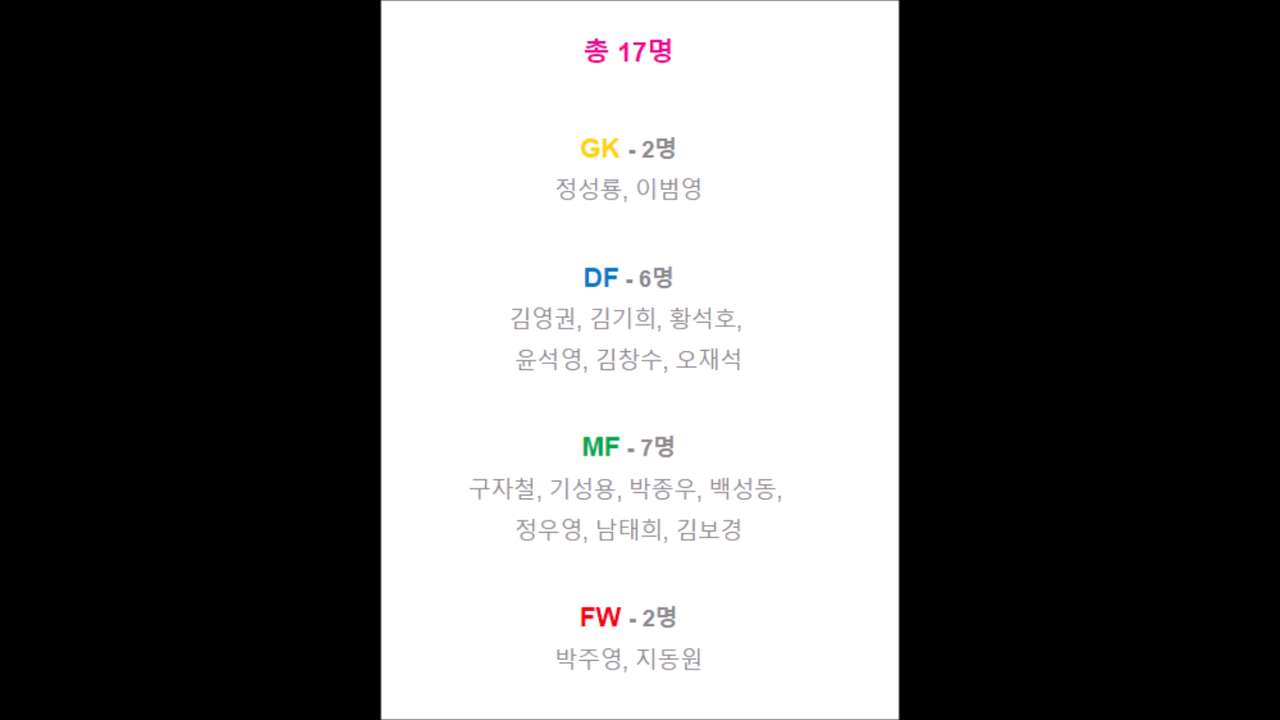 총 17명
GK - 2명
정성룡, 이범영
DF - 6명
김영권, 김기희, 황석호,
윤석영, 김창수, 오재석
MF - 7명
구자철, 기성용, 박종우, 백성동,
정우영, 남태희, 김보경
FW - 2명
박주영, 지동원